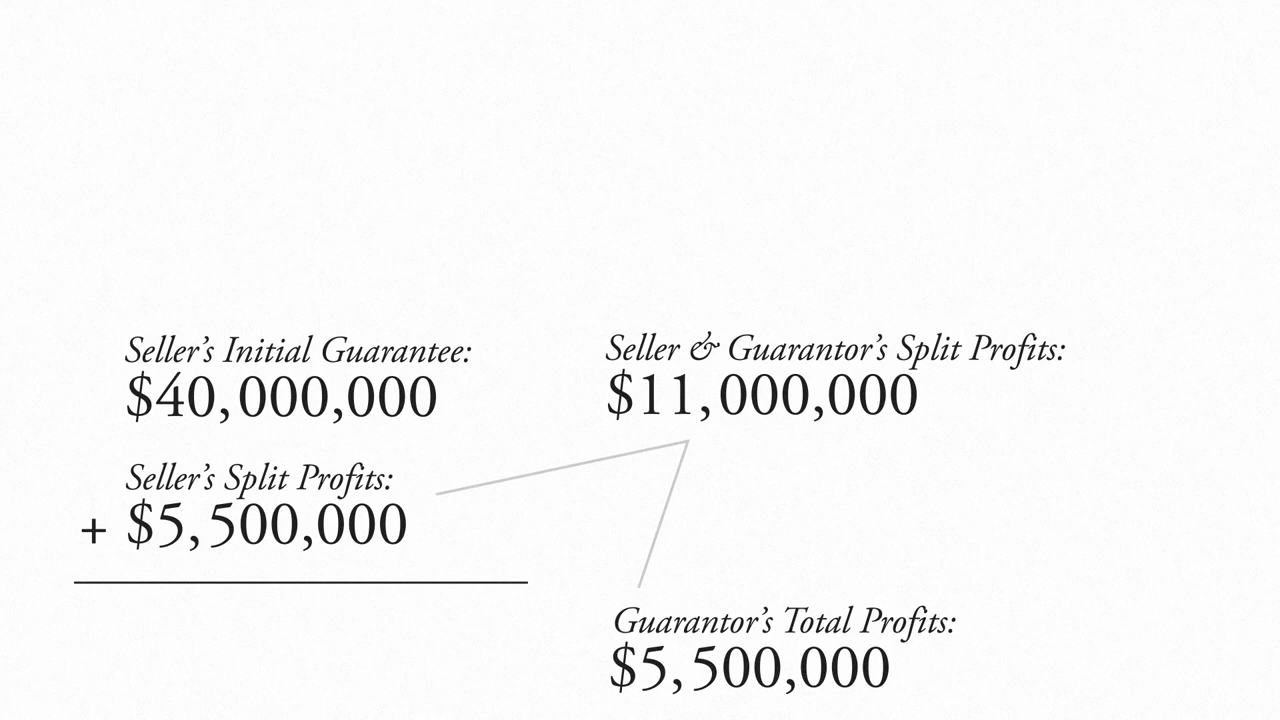 Seller’s Initial Guarantee:
$40,000,000
Seller’s Split Profits:
+ $5,500,000
Seller & Guarantor’s Split Profits:
$11,000,000
Guarantor’s Total Profits:
$5,500,000